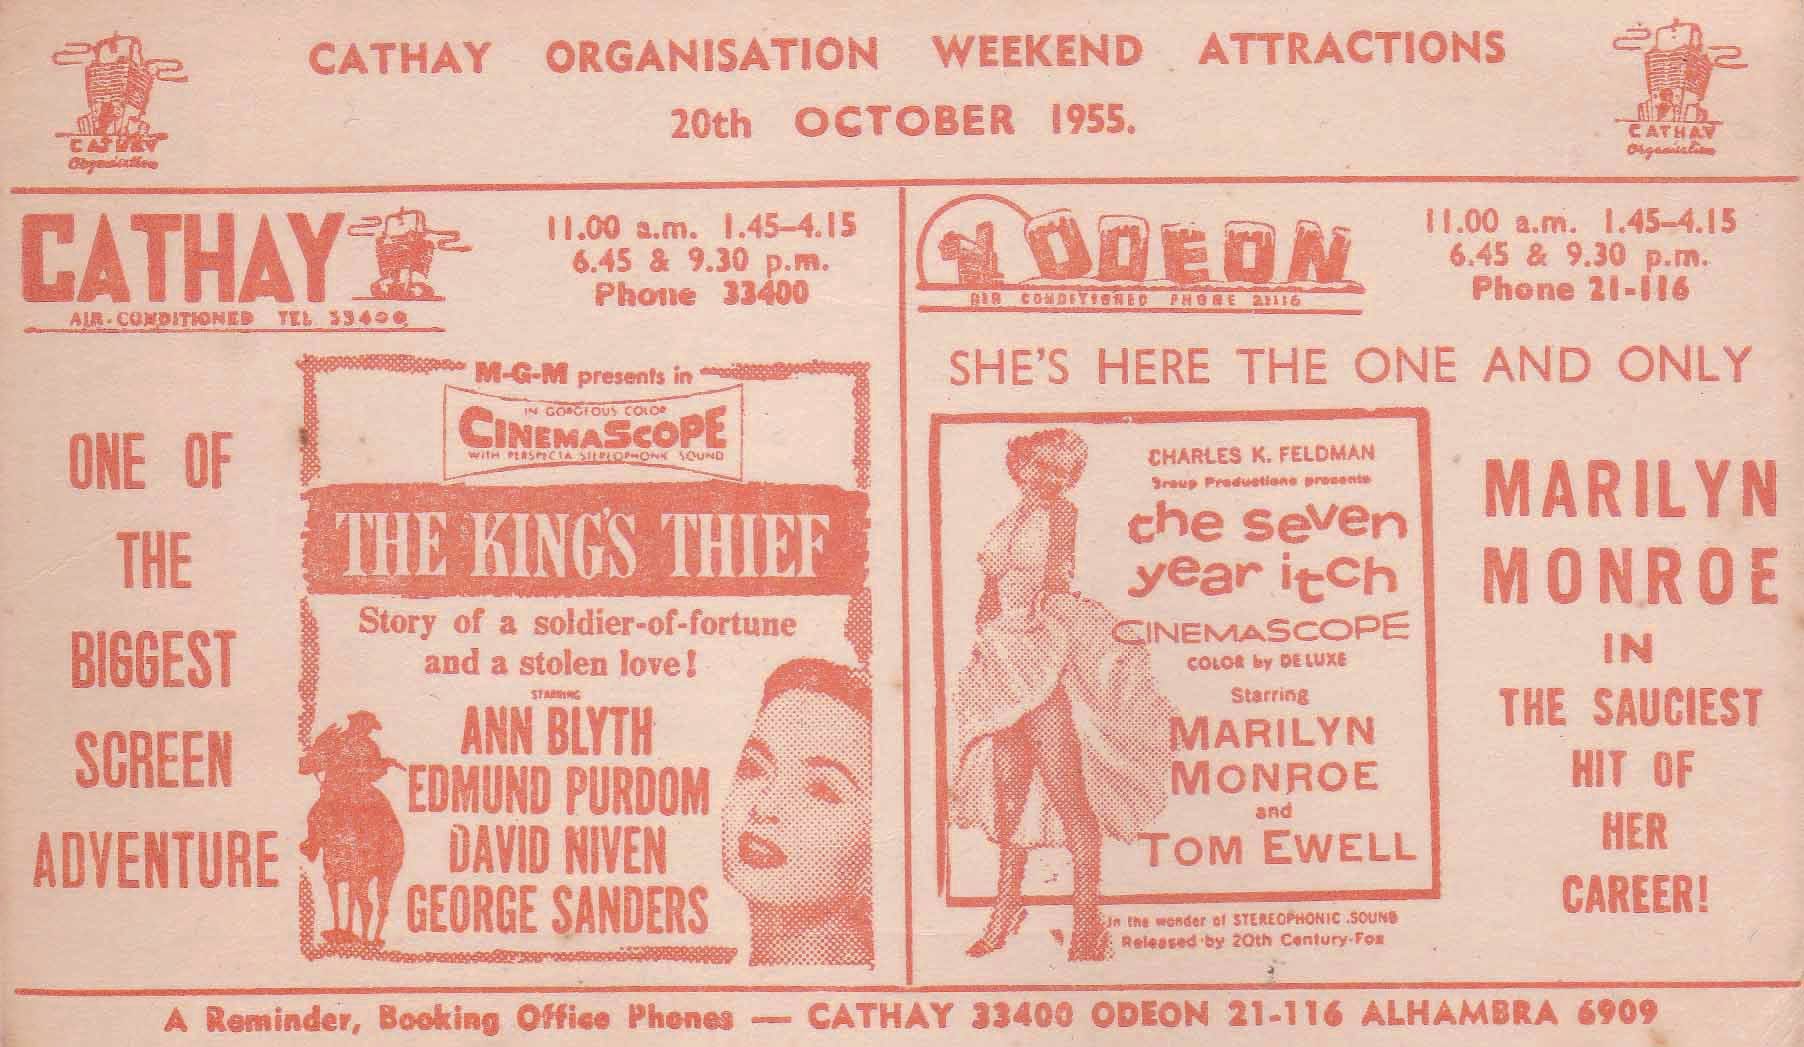 CATHAY ORGANISATION WEEKEND ATTRACTIONS
20th OCTOBER 1955.
CATHAY
Organisation
CATHAY
Organisation
CATHAY
AIR-CONDITIONED TEL. 33400
11.00 a.m. 1.45–4.15
6.45 & 9.30 p.m.
Phone 33400
ONE OF
THE
BIGGEST
SCREEN
ADVENTURE
M-G-M presents in
IN GORGEOUS COLOR
CINEMASCOPE
WITH PERSPECTA STEREOPHONIC SOUND
THE KING'S THIEF
Story of a soldier-of-fortune
and a stolen love!
STARRING
ANN BLYTH
EDMUND PURDOM
DAVID NIVEN
GEORGE SANDERS
ODEON
AIR CONDITIONED PHONE 21116
11.00 a.m. 1.45–4.15
6.45 & 9.30 p.m.
Phone 21-116
SHE'S HERE THE ONE AND ONLY
CHARLES K. FELDMAN
Group Productions presents
the seven
year itch
CINEMASCOPE
COLOR by DE LUXE
Starring
MARILYN
MONROE
and
TOM EWELL
In the wonder of STEREOPHONIC SOUND
Released by 20th Century-Fox
MARILYN
MONROE
IN
THE SAUCIEST
HIT OF
HER
CAREER!
A Reminder, Booking Office Phones — CATHAY 33400 ODEON 21-116 ALHAMBRA 6909